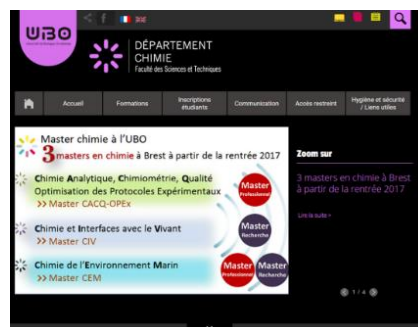 UBO
DÉPARTEMENT
CHIMIE
Faculté des Sciences et Techniques
Accueil
Formations
Inscriptions
étudiants
Communication
Accès restreint
Hygiène et sécurité
/ Liens utiles
Master chimie à l'UBO
3 masters en chimie à Brest à partir de la rentrée 2017
Chimie Analytique, Chimiométrie, Qualité
Optimisation des Protocoles Expérimentaux
>> Master CACQ-OPEx
Master
Professionnel
Chimie et Interfaces avec le Vivant
>> Master CIV
Master
Recherche
Chimie de l'Environnement Marin
>> Master CEM
Master
Professionnel
Master
Recherche
Zoom sur
3 masters en chimie à Brest
à partir de la rentrée 2017
Lire la suite >
1 / 4